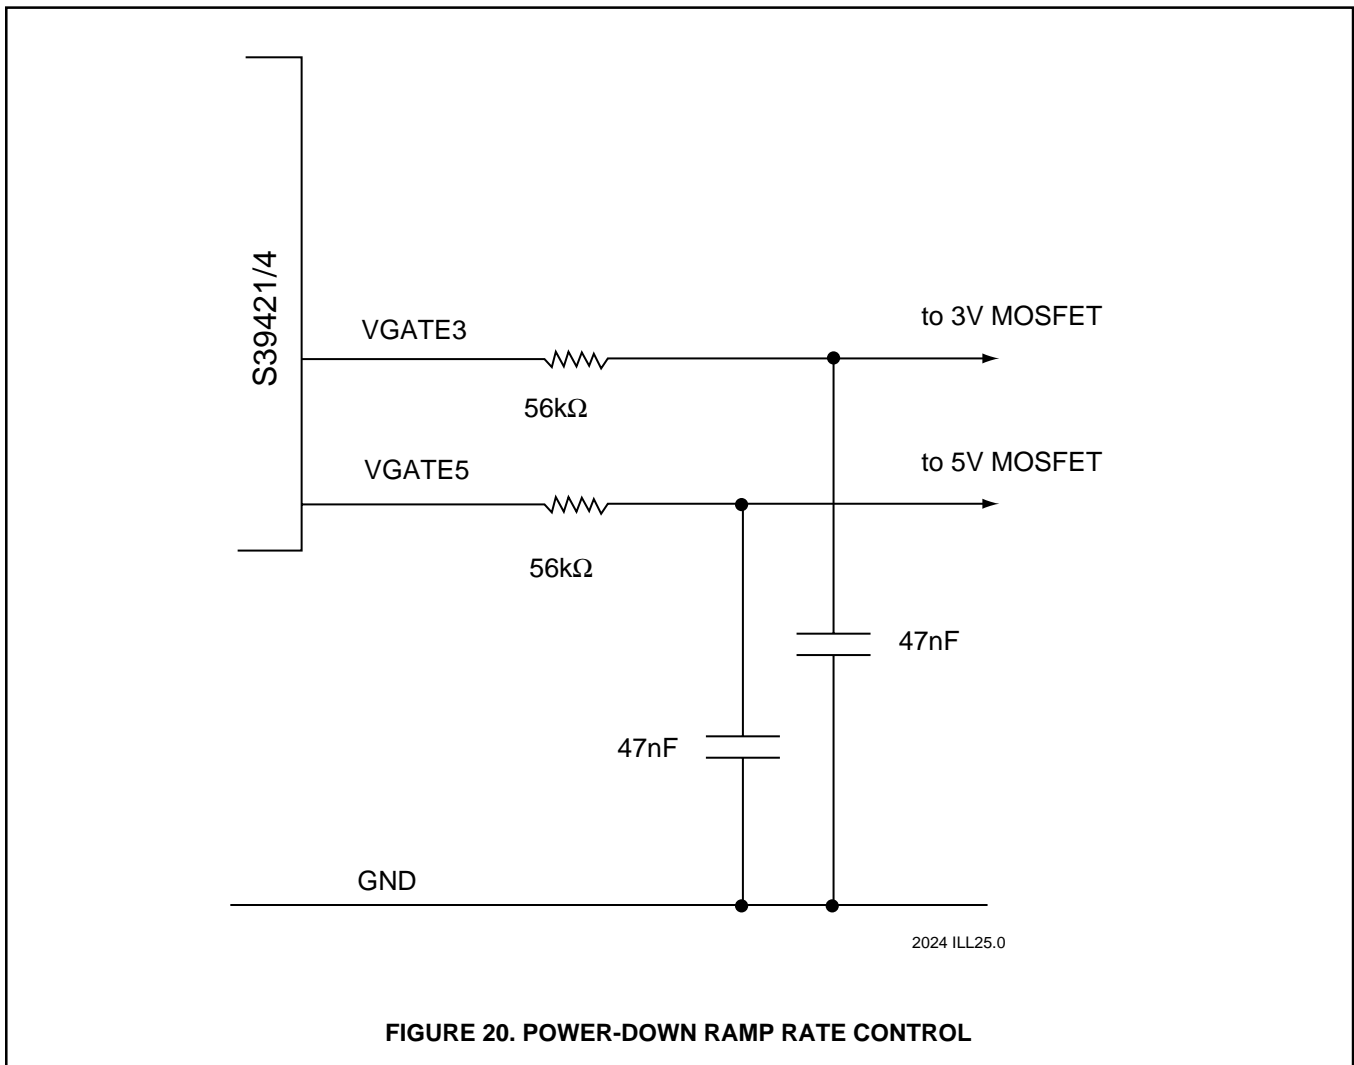 S39421/4
VGATE3
to 3V MOSFET
56kΩ
VGATE5
to 5V MOSFET
56kΩ
47nF
47nF
GND
2024 ILL25.0
FIGURE 20. POWER-DOWN RAMP RATE CONTROL